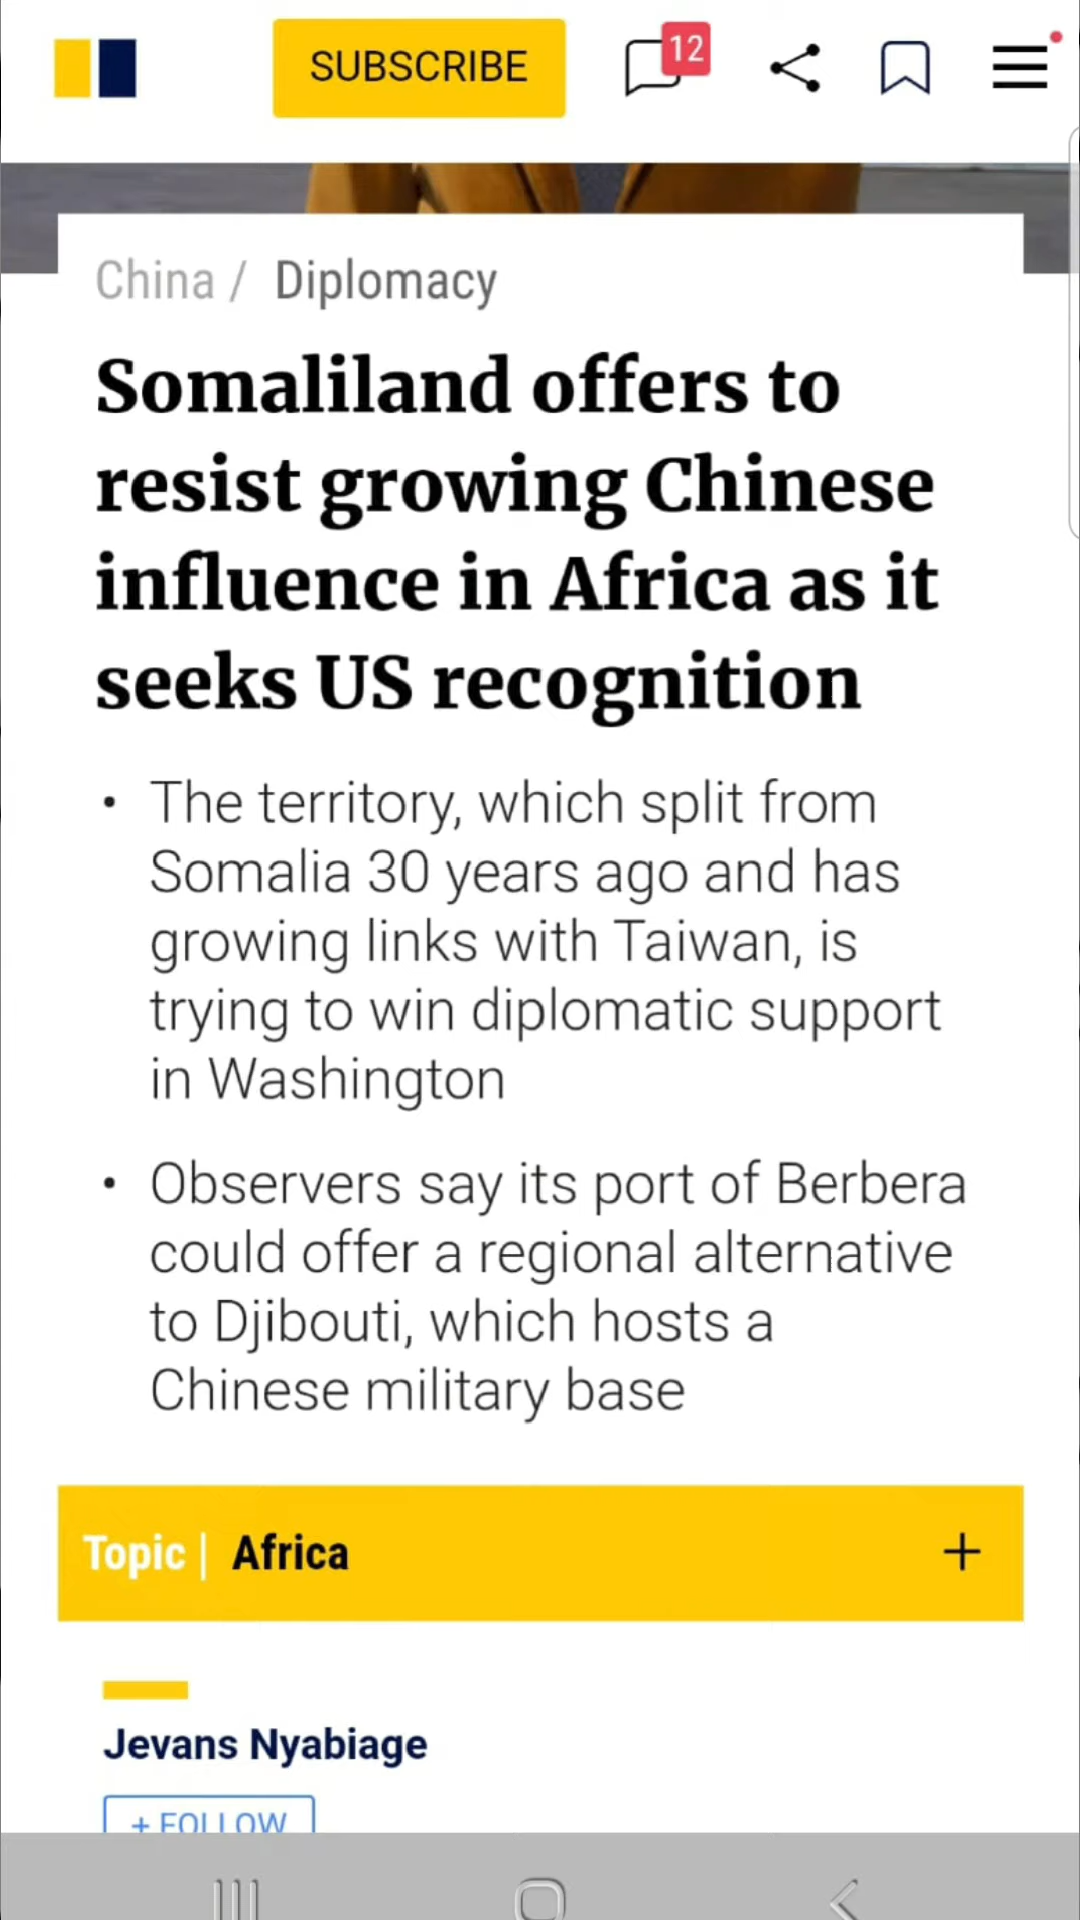 SUBSCRIBE
12
China / Diplomacy
Somaliland offers to
resist growing Chinese
influence in Africa as it
seeks US recognition
• The territory, which split from
Somalia 30 years ago and has
growing links with Taiwan, is
trying to win diplomatic support
in Washington
• Observers say its port of Berbera
could offer a regional alternative
to Djibouti, which hosts a
Chinese military base
Topic | Africa +
Jevans Nyabiage
+ FOLLOW